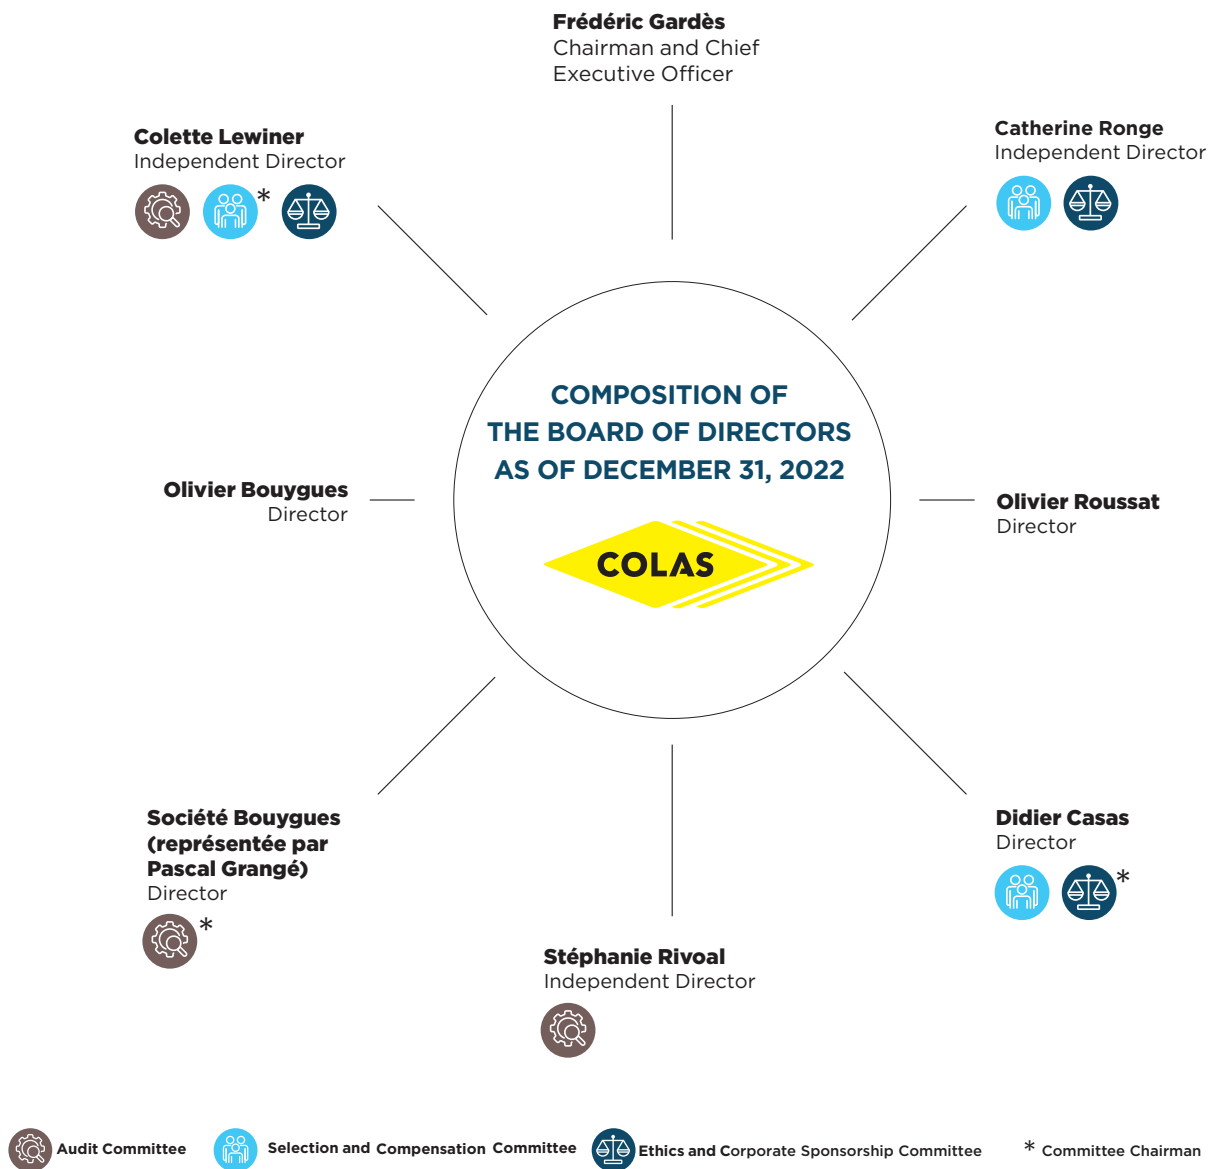 Frédéric Gardès
Chairman and Chief
Executive Officer
Colette Lewiner
Independent Director
*
Catherine Ronge
Independent Director
COMPOSITION OF
THE BOARD OF DIRECTORS
AS OF DECEMBER 31, 2022
COLAS
Olivier Bouygues
Director
Olivier Roussat
Director
Société Bouygues
(représentée par
Pascal Grangé)
Director
*
Didier Casas
Director
*
Stéphanie Rivoal
Independent Director
Audit Committee
Selection and Compensation Committee
Ethics and Corporate Sponsorship Committee
* Committee Chairman